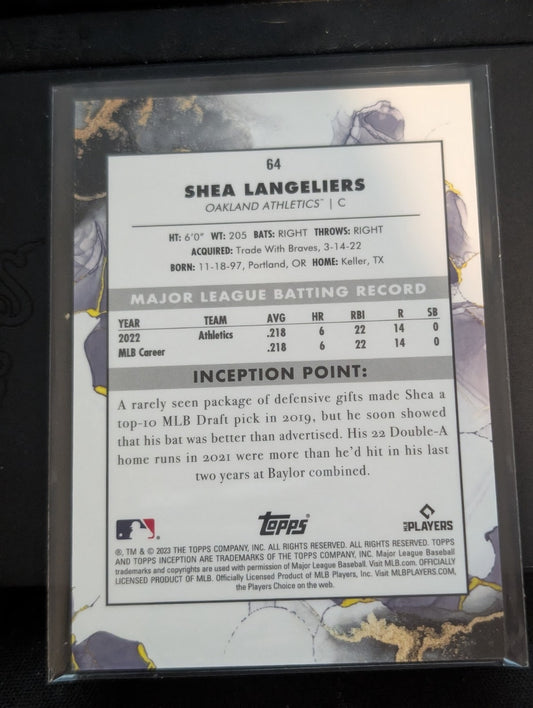 64
SHEA LANGELIERS
OAKLAND ATHLETICS™ | C
HT: 6'0" WT: 205 BATS: RIGHT THROWS: RIGHT
ACQUIRED: Trade With Braves, 3-14-22
BORN: 11-18-97, Portland, OR HOME: Keller, TX
MAJOR LEAGUE BATTING RECORD
YEAR TEAM AVG HR RBI R SB
2022 Athletics .218 6 22 14 0
MLB Career .218 6 22 14 0
INCEPTION POINT:
A rarely seen package of defensive gifts made Shea a
top-10 MLB Draft pick in 2019, but he soon showed
that his bat was better than advertised. His 22 Double-A
home runs in 2021 were more than he'd hit in his last
two years at Baylor combined.
TOPPS
MLB PLAYERS
®, TM & © 2023 THE TOPPS COMPANY, INC. ALL RIGHTS RESERVED. ALL RIGHTS RESERVED. TOPPS
AND TOPPS INCEPTION ARE TRADEMARKS OF THE TOPPS COMPANY, INC. Major League Baseball
trademarks and copyrights are used with permission of Major League Baseball. Visit MLB.com. OFFICIALLY
LICENSED PRODUCT OF MLB. Officially Licensed Product of MLB Players, Inc. Visit MLBPLAYERS.COM,
the Players Choice on the web.